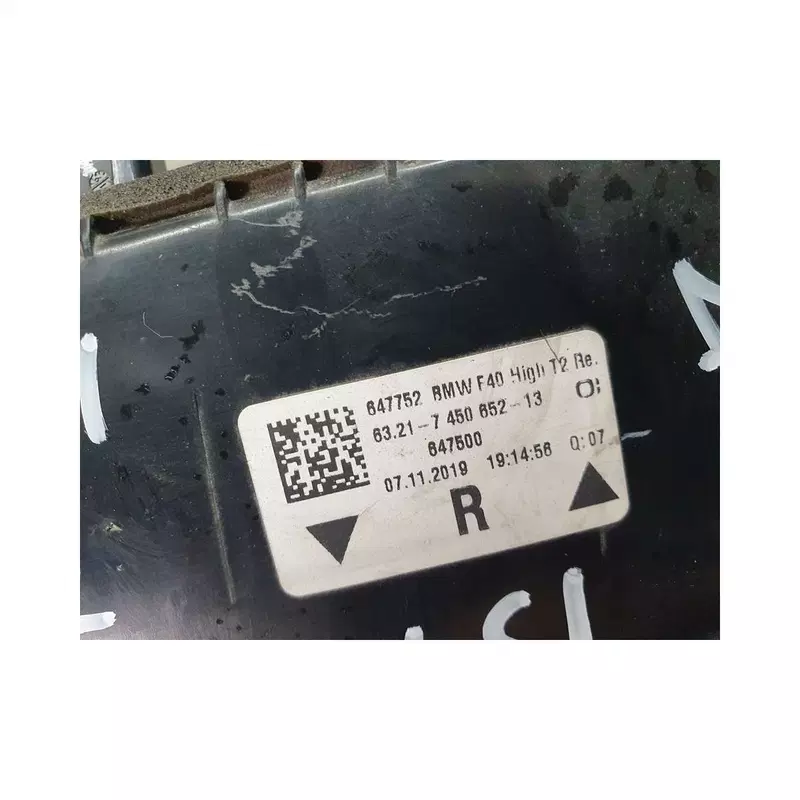 647752 BMW F40 High T2 Re.
63.21-7 450 652-13
647500
07.11.2019 19:14:56 Q:07
R